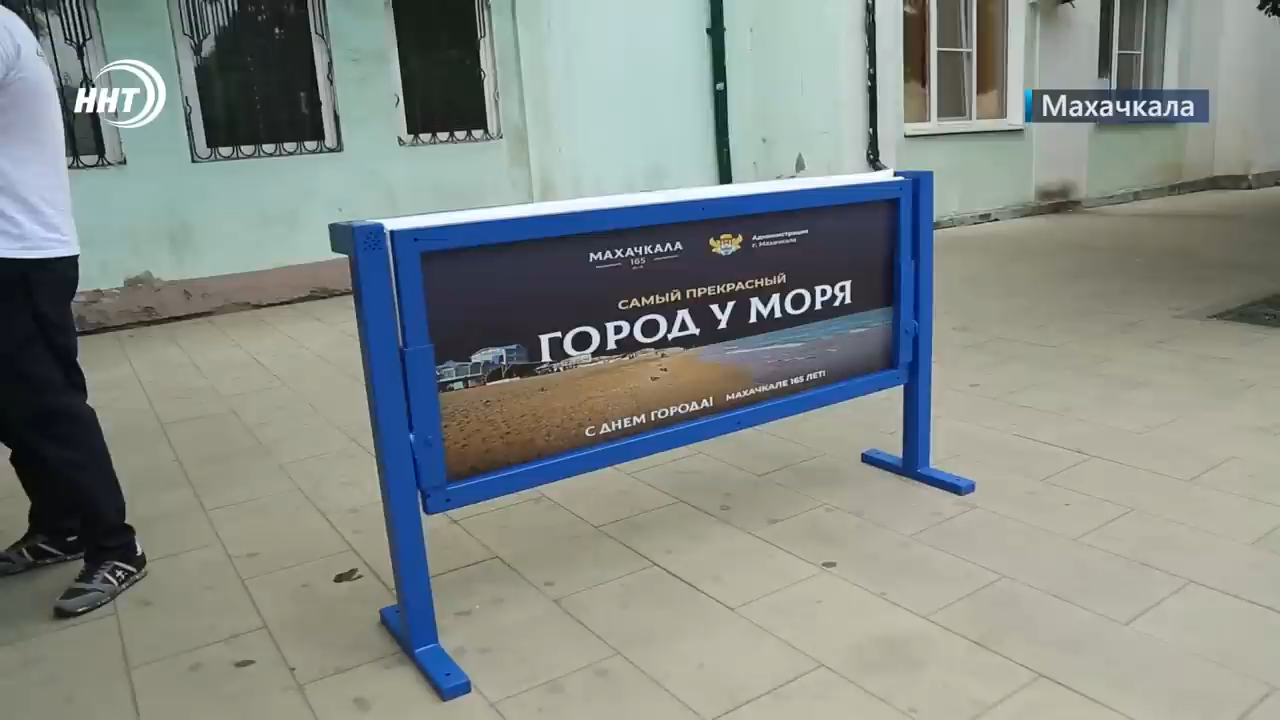 ННТ
Махачкала
МАХАЧКАЛА
165
Администрация
г. Махачкала
САМЫЙ ПРЕКРАСНЫЙ
ГОРОД У МОРЯ
С ДНЕМ ГОРОДА!
МАХАЧКАЛЕ 165 ЛЕТ!